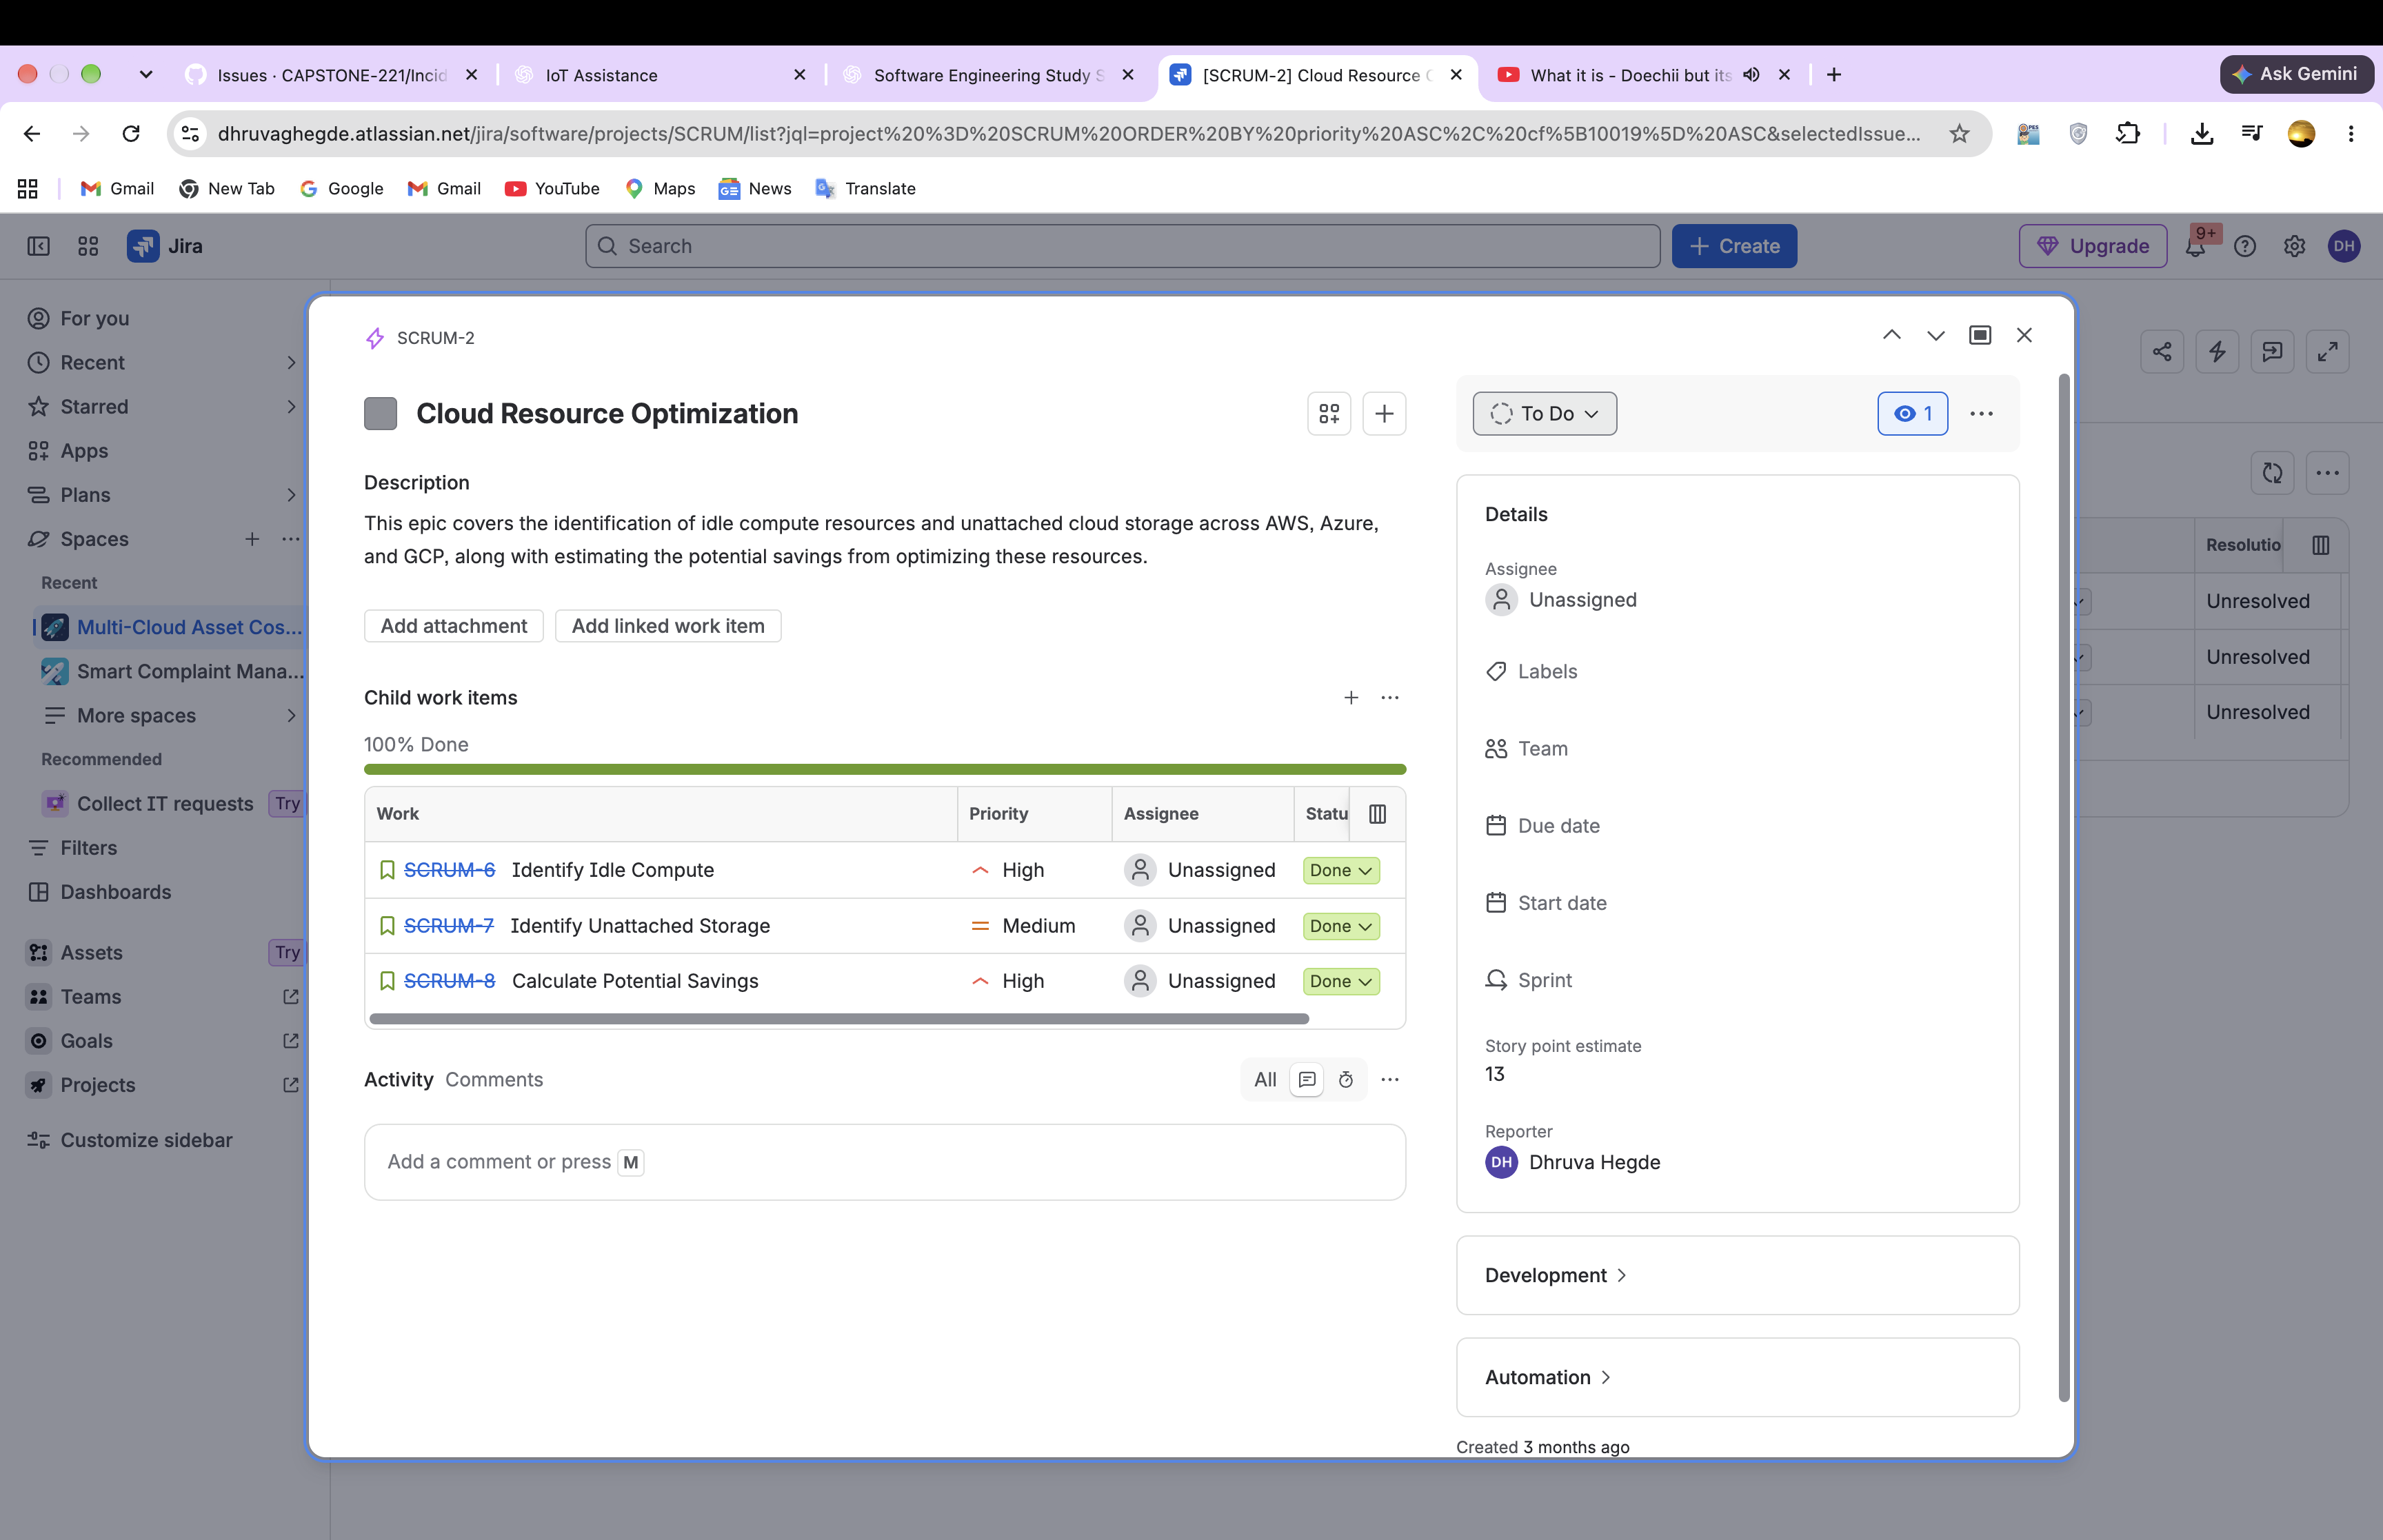 Issues · CAPSTONE-221/Incid
IoT Assistance
Software Engineering Study S
[SCRUM-2] Cloud Resource O
What it is - Doechii but its
Ask Gemini
dhruvaghegde.atlassian.net/jira/software/projects/SCRUM/list?jql=project%20%3D%20SCRUM%20ORDER%20BY%20priority%20ASC%2C%20cf%5B10019%5D%20ASC&selectedIssue...
Gmail
New Tab
Google
Gmail
YouTube
Maps
News
Translate
Jira
Search
Create
Upgrade
9+
DH
For you
Recent
Starred
Apps
Plans
Spaces
Recent
Multi-Cloud Asset Cos...
Smart Complaint Mana...
More spaces
Recommended
Collect IT requests Try
Filters
Dashboards
Assets Try
Teams
Goals
Projects
Customize sidebar
SCRUM-2
Cloud Resource Optimization
Description
This epic covers the identification of idle compute resources and unattached cloud storage across AWS, Azure,
and GCP, along with estimating the potential savings from optimizing these resources.
Add attachment
Add linked work item
Child work items
100% Done
Work Priority Assignee Statu
SCRUM-6 Identify Idle Compute High Unassigned Done
SCRUM-7 Identify Unattached Storage Medium Unassigned Done
SCRUM-8 Calculate Potential Savings High Unassigned Done
Activity Comments
All
Add a comment or press M
To Do
1
Details
Assignee
Unassigned
Labels
Team
Due date
Start date
Sprint
Story point estimate
13
Reporter
DH Dhruva Hegde
Development
Automation
Created 3 months ago
Resolutio
Unresolved
Unresolved
Unresolved